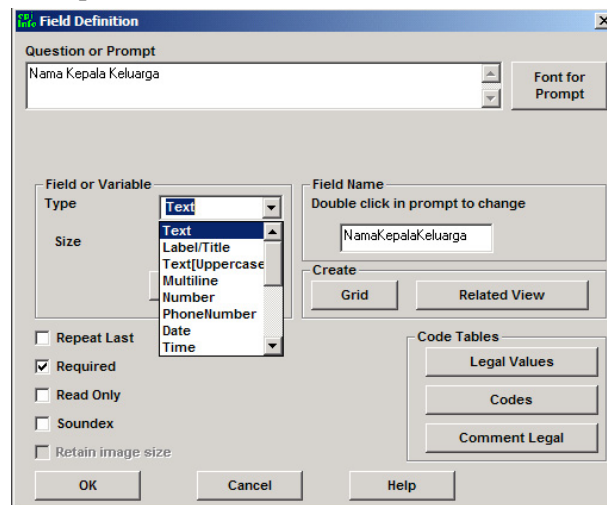 Epi Info Field Definition
Question or Prompt
Nama Kepala Keluarga
Font for Prompt
Field or Variable
Type
Text
Size
Text
Label/Title
Text[Uppercase
Multiline
Number
PhoneNumber
Date
Time
Field Name
Double click in prompt to change
NamaKepalaKeluarga
Create
Grid
Related View
Repeat Last
Required
Read Only
Soundex
Retain image size
Code Tables
Legal Values
Codes
Comment Legal
OK
Cancel
Help